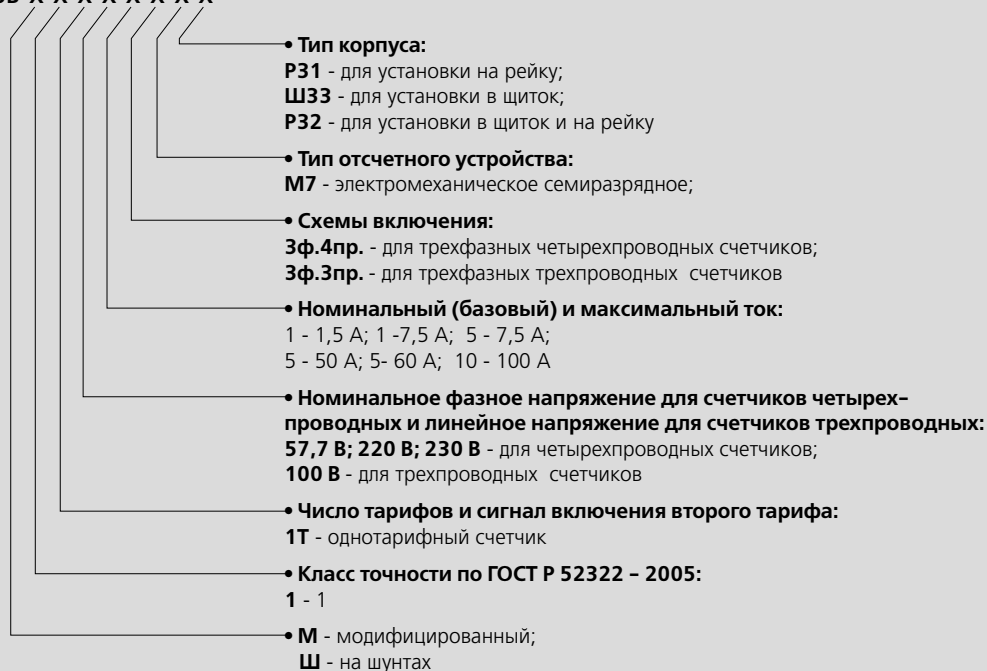 • Тип корпуса:
Р31 - для установки на рейку;
Ш33 - для установки в щиток;
Р32 - для установки в щиток и на рейку
• Тип отсчетного устройства:
М7 - электромеханическое семиразрядное;
• Схемы включения:
3ф.4пр. - для трехфазных четырехпроводных счетчиков;
3ф.3пр. - для трехфазных трехпроводных счетчиков
• Номинальный (базовый) и максимальный ток:
1 - 1,5 А; 1 -7,5 А; 5 - 7,5 А;
5 - 50 А; 5- 60 А; 10 - 100 А
• Номинальное фазное напряжение для счетчиков четырех-
проводных и линейное напряжение для счетчиков трехпроводных:
57,7 В; 220 В; 230 В - для четырехпроводных счетчиков;
100 В - для трехпроводных счетчиков
• Число тарифов и сигнал включения второго тарифа:
1Т - однотарифный счетчик
• Класс точности по ГОСТ Р 52322 – 2005:
1 - 1
• М - модифицированный;
Ш - на шунтах